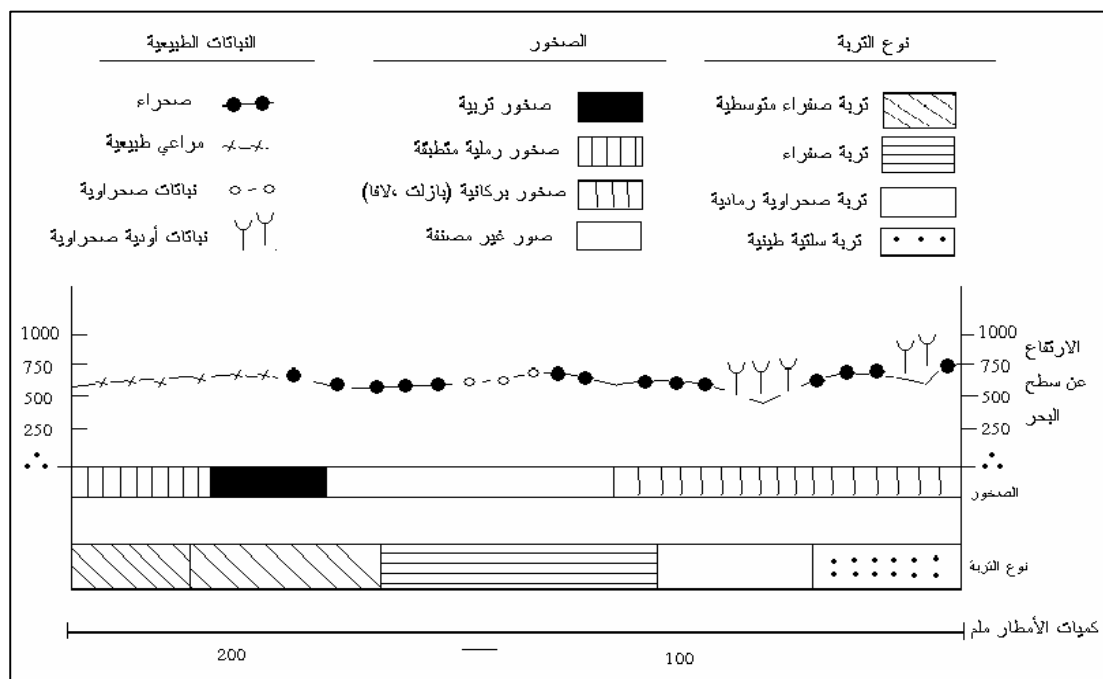 نوع التربة
تربة صفراء متوسطية
تربة صفراء
تربة صحراوية رمادية
تربة سلتية طينية
الصخور
صخور تربية
صخور رملية متطبقة
صخور بركانية (بازلت ،لافا)
صور غير مصنفة
النباتات الطبيعية
صحراء
مراعي طبيعية
نباتات صحراوية
نباتات أودية صحراوية
الارتفاع
عن سطح
البحر
1000
750
500
250
1000
750
500
250
الصخور
نوع التربة
كميات الأمطار ملم
100
200